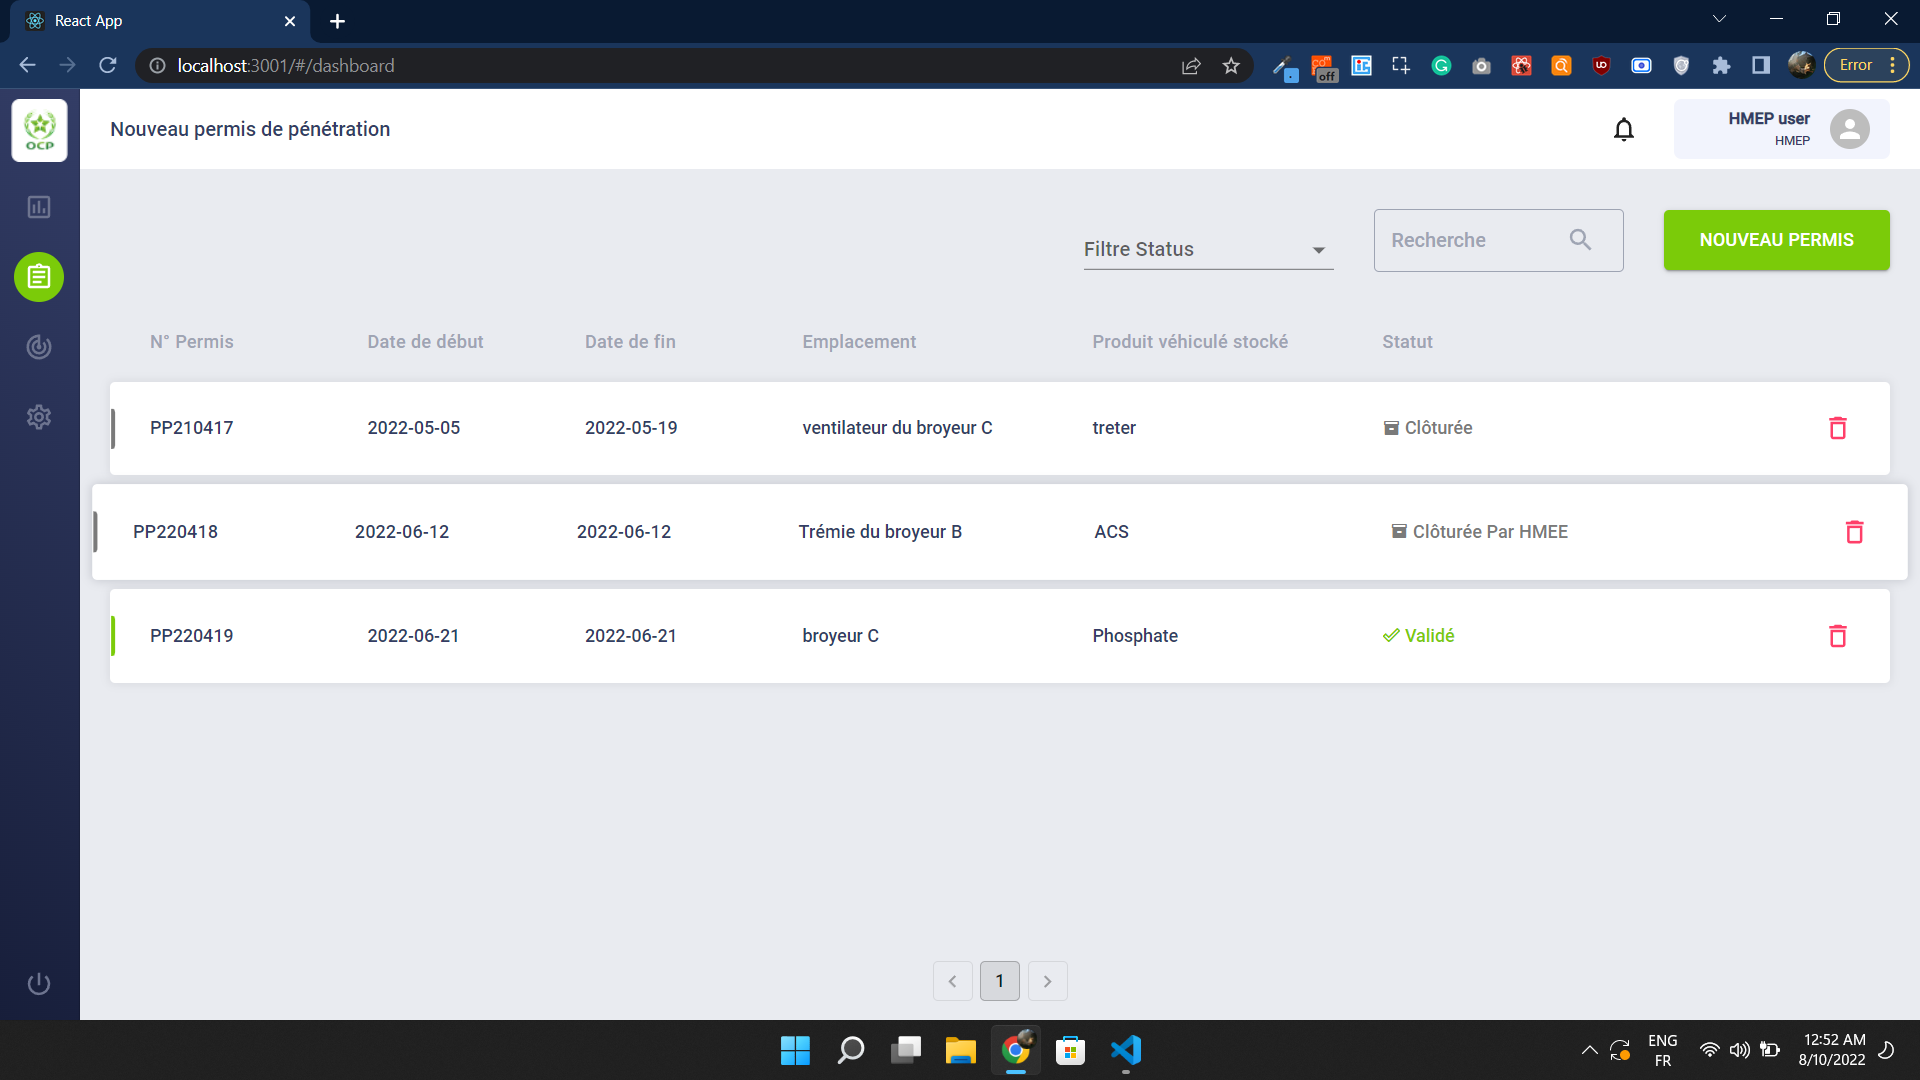 React App
localhost:3001/#/dashboard
off
Error
OCP
Nouveau permis de pénétration
HMEP user
HMEP
Filtre Status
Recherche
NOUVEAU PERMIS
N° Permis Date de début Date de fin Emplacement Produit véhiculé stocké Statut
PP210417 2022-05-05 2022-05-19 ventilateur du broyeur C treter Clôturée
PP220418 2022-06-12 2022-06-12 Trémie du broyeur B ACS Clôturée Par HMEE
PP220419 2022-06-21 2022-06-21 broyeur C Phosphate Validé
1
ENG
FR
12:52 AM
8/10/2022